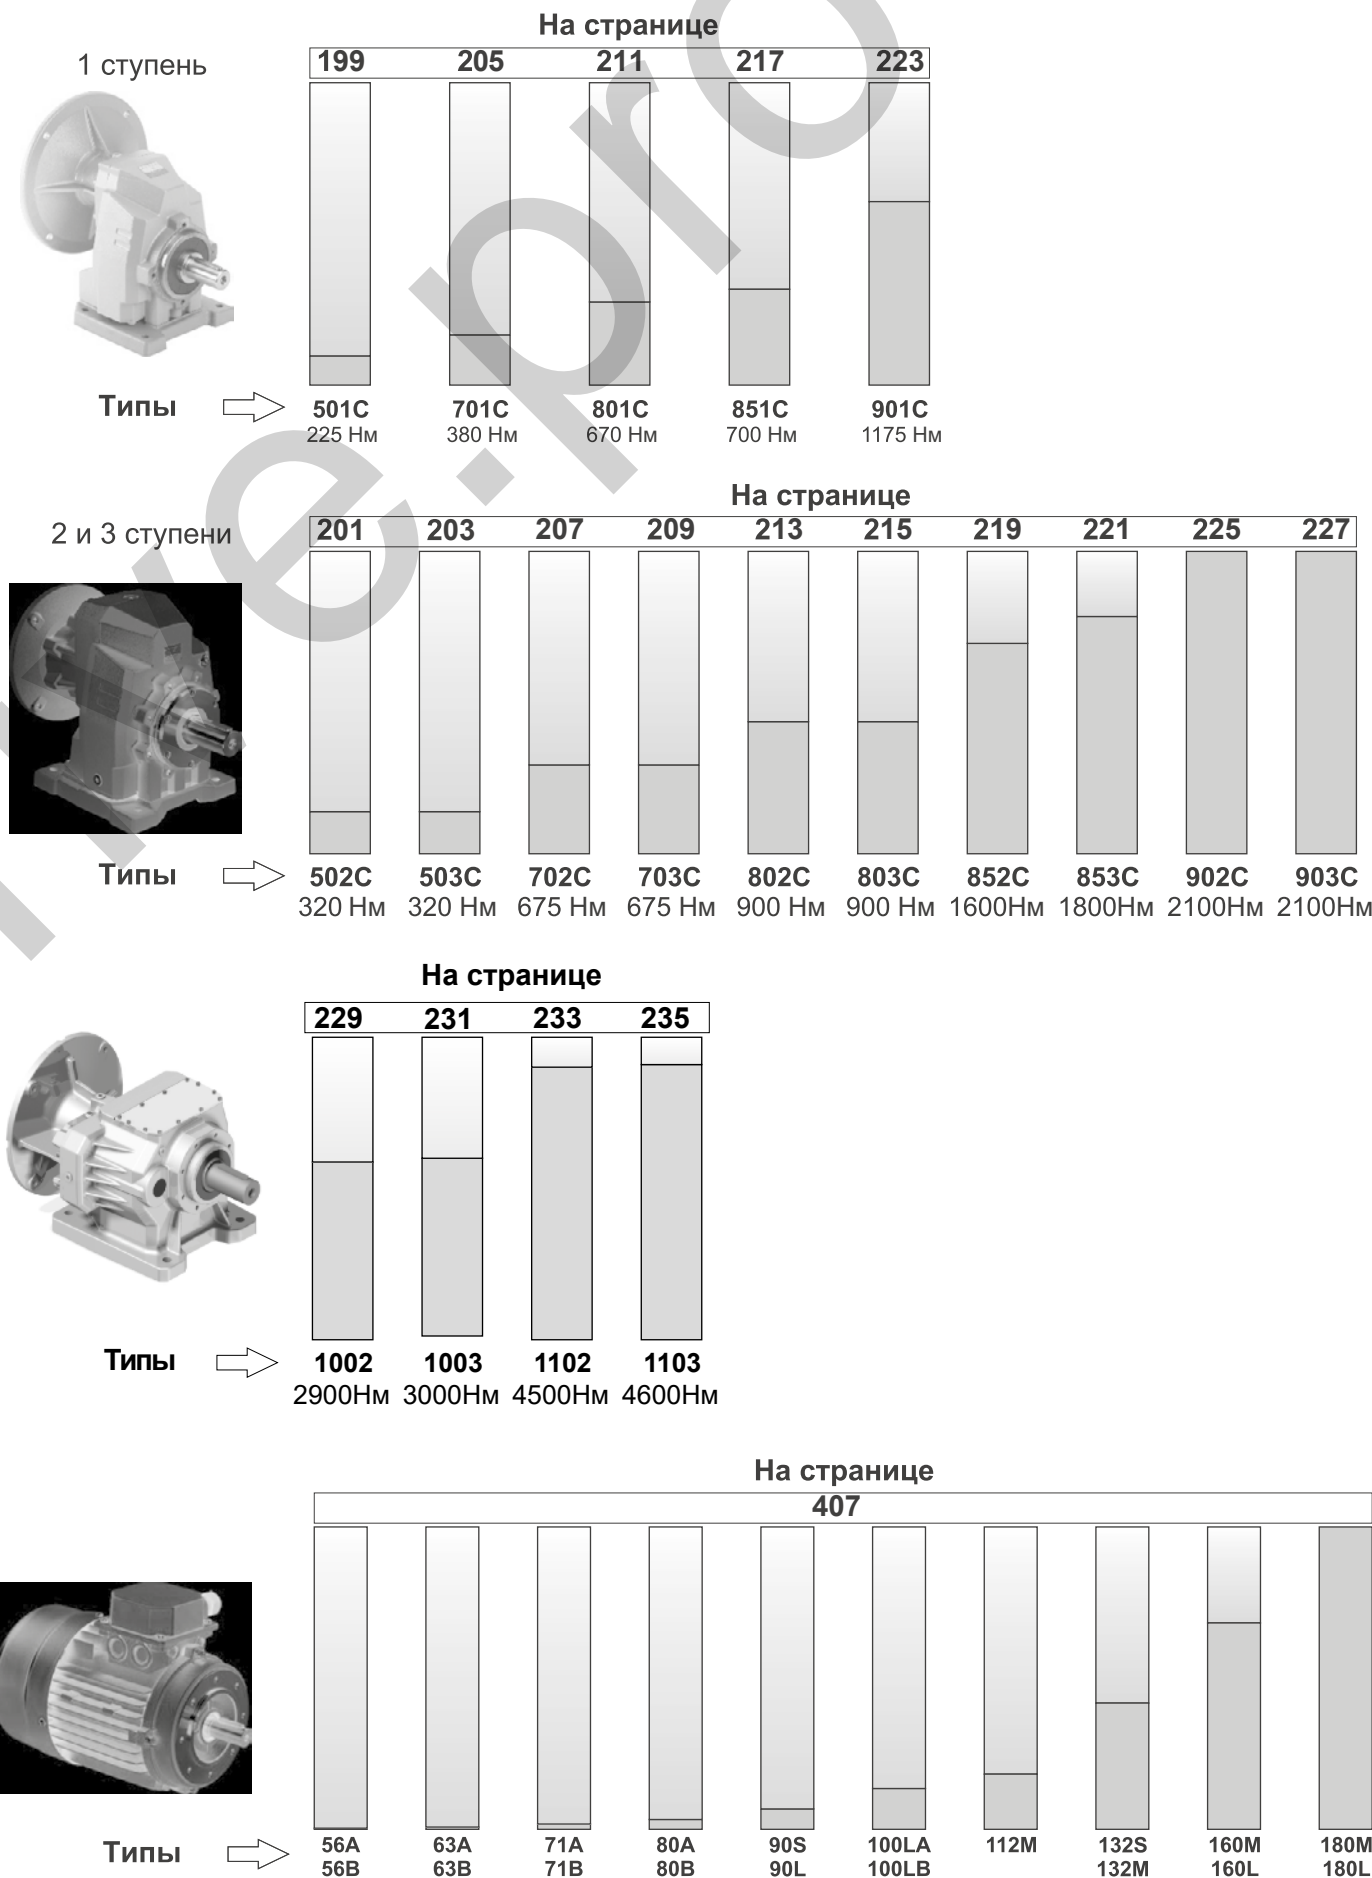 На странице
1 ступень
199 205 211 217 223
Типы
501C 701C 801C 851C 901C
225 Нм 380 Нм 670 Нм 700 Нм 1175 Нм
На странице
2 и 3 ступени
201 203 207 209 213 215 219 221 225 227
Типы
502C 503C 702C 703C 802C 803C 852C 853C 902C 903C
320 Нм 320 Нм 675 Нм 675 Нм 900 Нм 900 Нм 1600Нм 1800Нм 2100Нм 2100Нм
На странице
229 231 233 235
Типы
1002 1003 1102 1103
2900Нм 3000Нм 4500Нм 4600Нм
На странице
407
Типы
56A 63A 71A 80A 90S 100LA 112M 132S 160M 180M
56B 63B 71B 80B 90L 100LB 132M 160L 180L